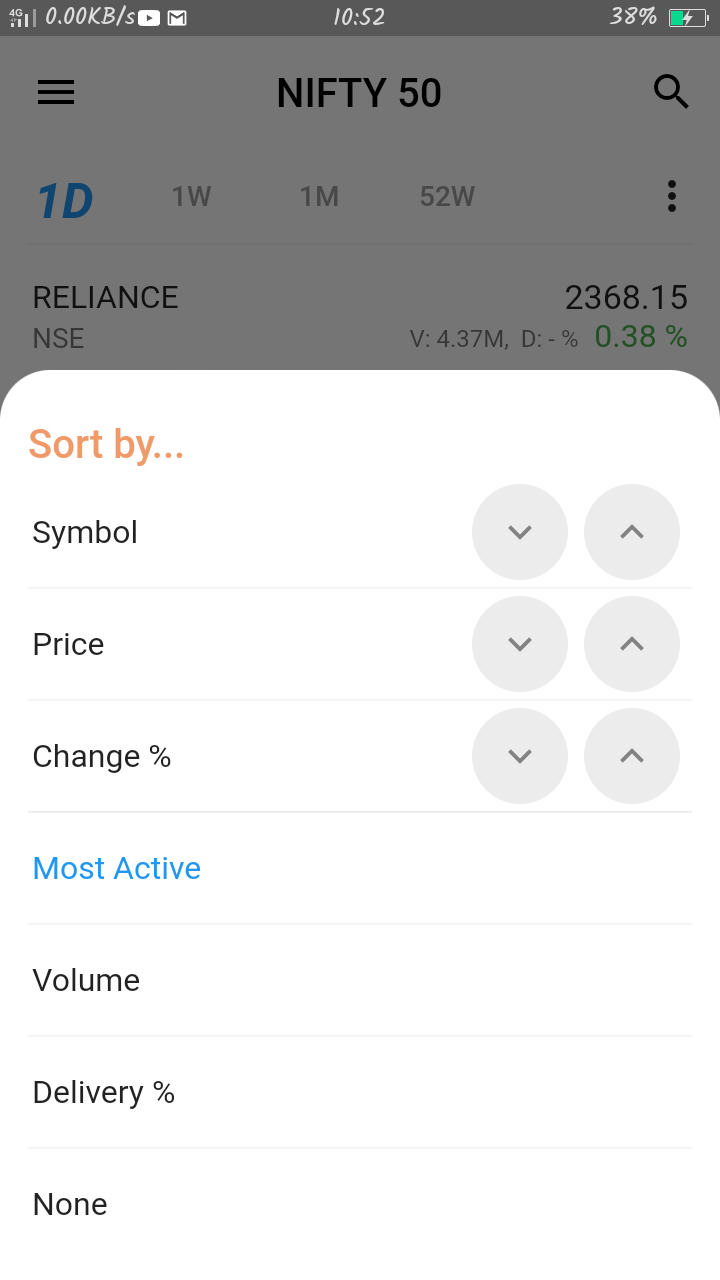 4G 0.00KB/s 10:52 38%
NIFTY 50
1D 1W 1M 52W
RELIANCE 2368.15
NSE V: 4.37M, D: - % 0.38 %
Sort by...
Symbol
Price
Change %
Most Active
Volume
Delivery %
None